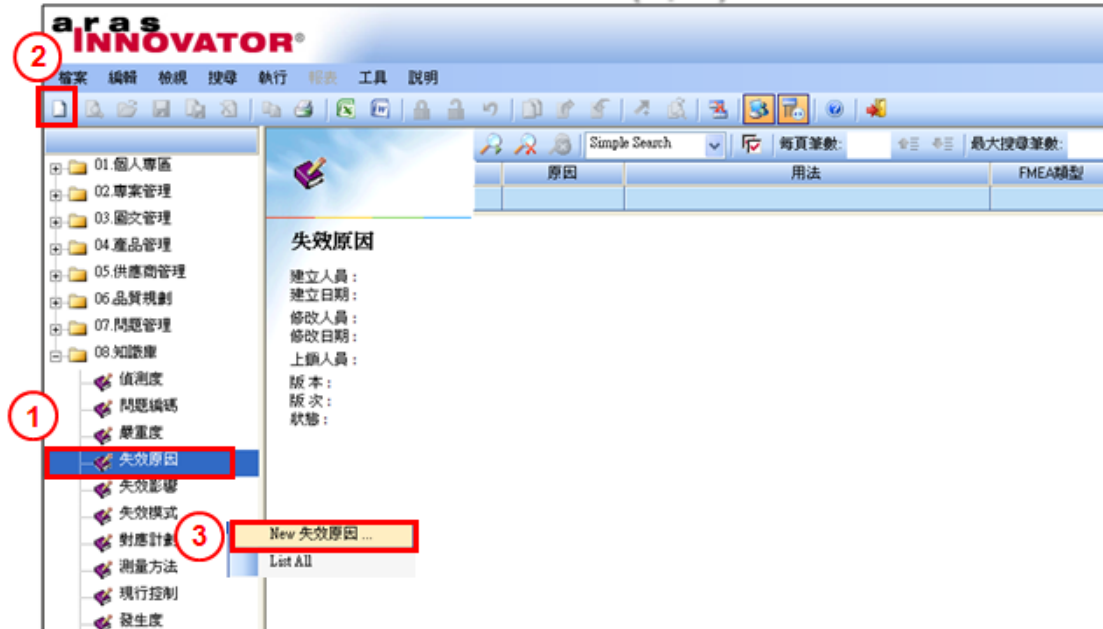 aras
INNOVATOR®
2
檔案 編輯 檢視 搜尋 執行 報表 工具 說明
Simple Search 每頁筆數: 最大搜尋筆數:
原因 用法 FMEA類型
01.個人專區
02.專案管理
03.圖文管理
04.產品管理
05.供應商管理
06.品質規劃
07.問題管理
08.知識庫
偵測度
問題編碼
1
嚴重度
失效原因
失效影響
失效模式
對應計劃
測量方法
現行控制
發生度
失效原因
建立人員:
建立日期:
修改人員:
修改日期:
上鎖人員:
版本:
版次:
狀態:
3
New 失效原因 ...
List All